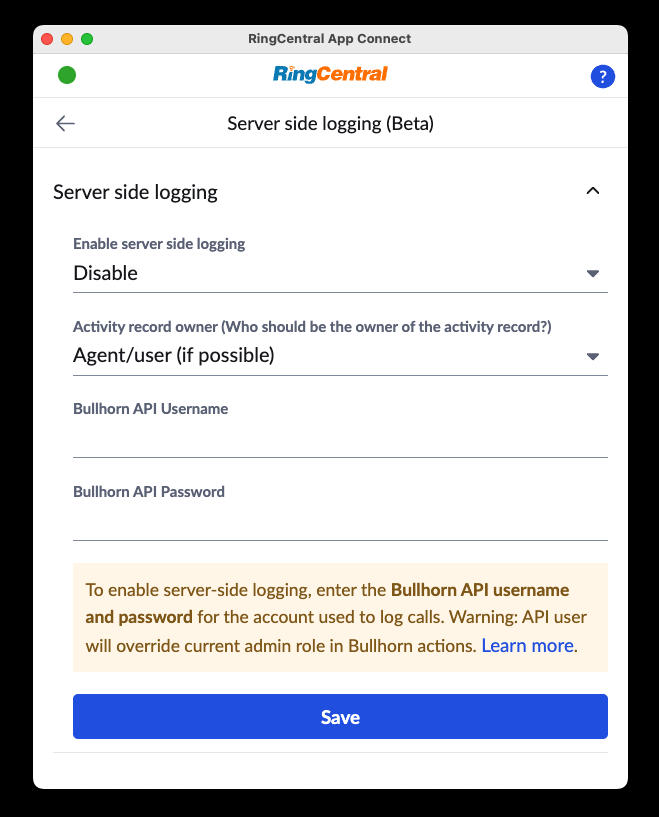 RingCentral App Connect
RingCentral
?
Server side logging (Beta)
Server side logging
Enable server side logging
Disable
Activity record owner (Who should be the owner of the activity record?)
Agent/user (if possible)
Bullhorn API Username
Bullhorn API Password
To enable server-side logging, enter the Bullhorn API username
and password for the account used to log calls. Warning: API user
will override current admin role in Bullhorn actions. Learn more.
Save